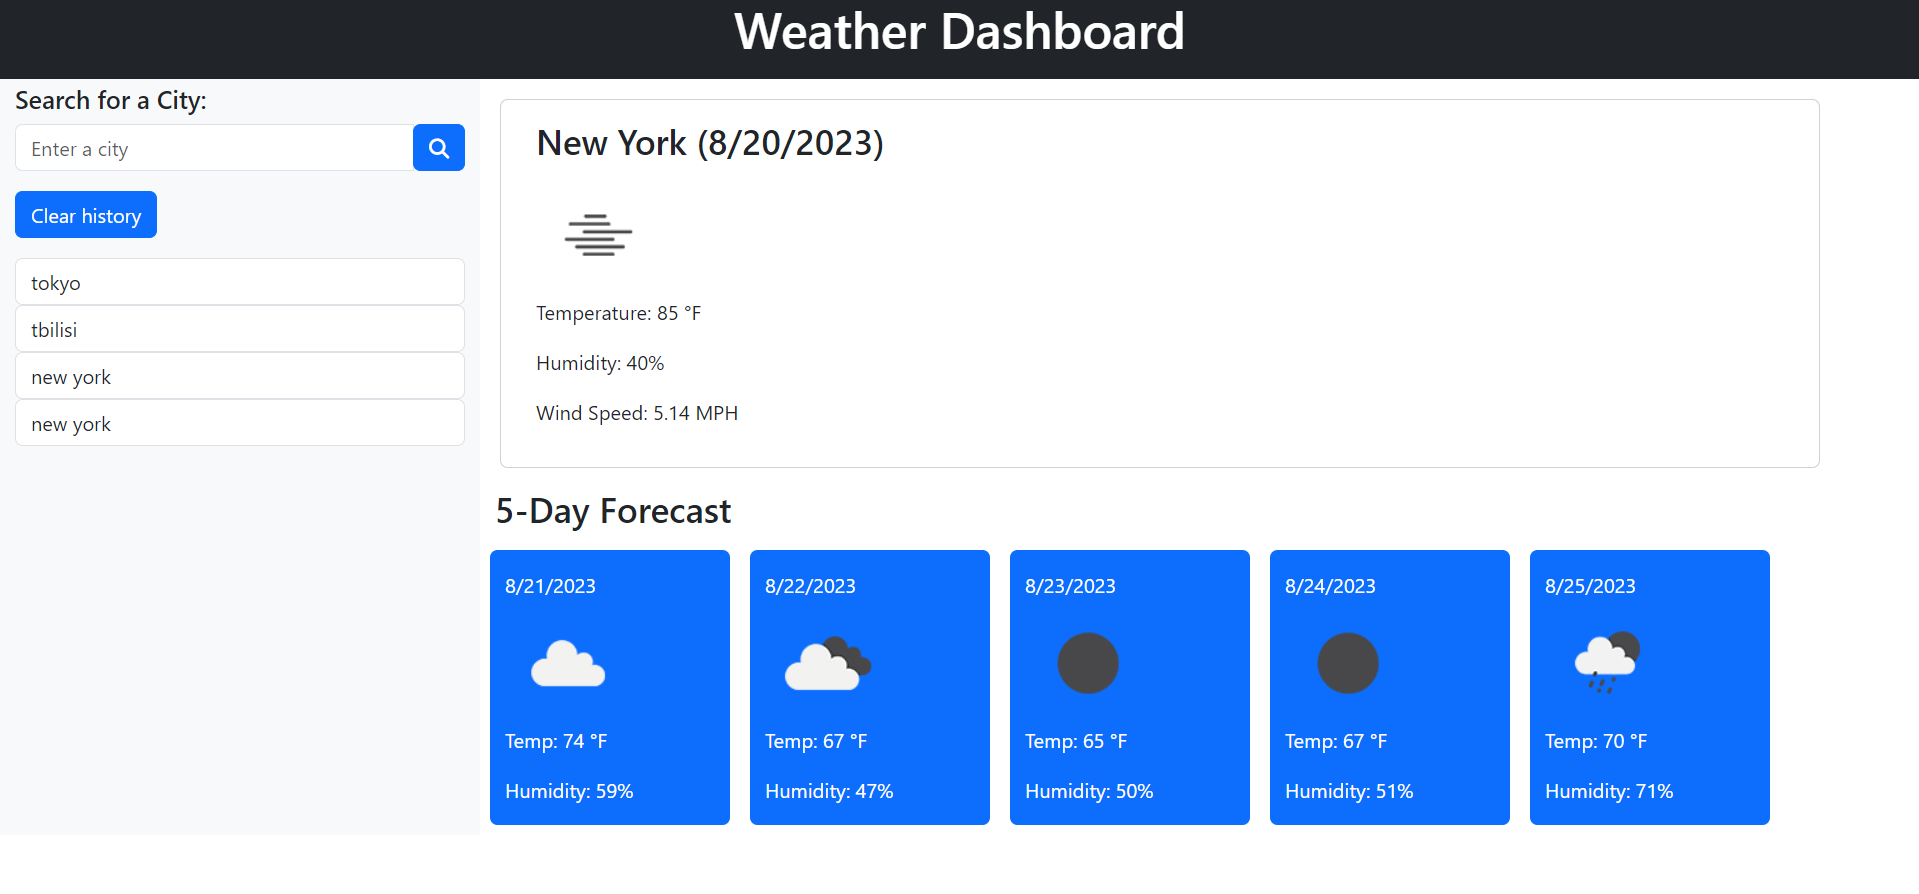 Weather Dashboard
Search for a City:
Enter a city
Clear history
tokyo
tbilisi
new york
new york
New York (8/20/2023)
Temperature: 85 °F
Humidity: 40%
Wind Speed: 5.14 MPH
5-Day Forecast
8/21/2023
Temp: 74 °F
Humidity: 59%
8/22/2023
Temp: 67 °F
Humidity: 47%
8/23/2023
Temp: 65 °F
Humidity: 50%
8/24/2023
Temp: 67 °F
Humidity: 51%
8/25/2023
Temp: 70 °F
Humidity: 71%